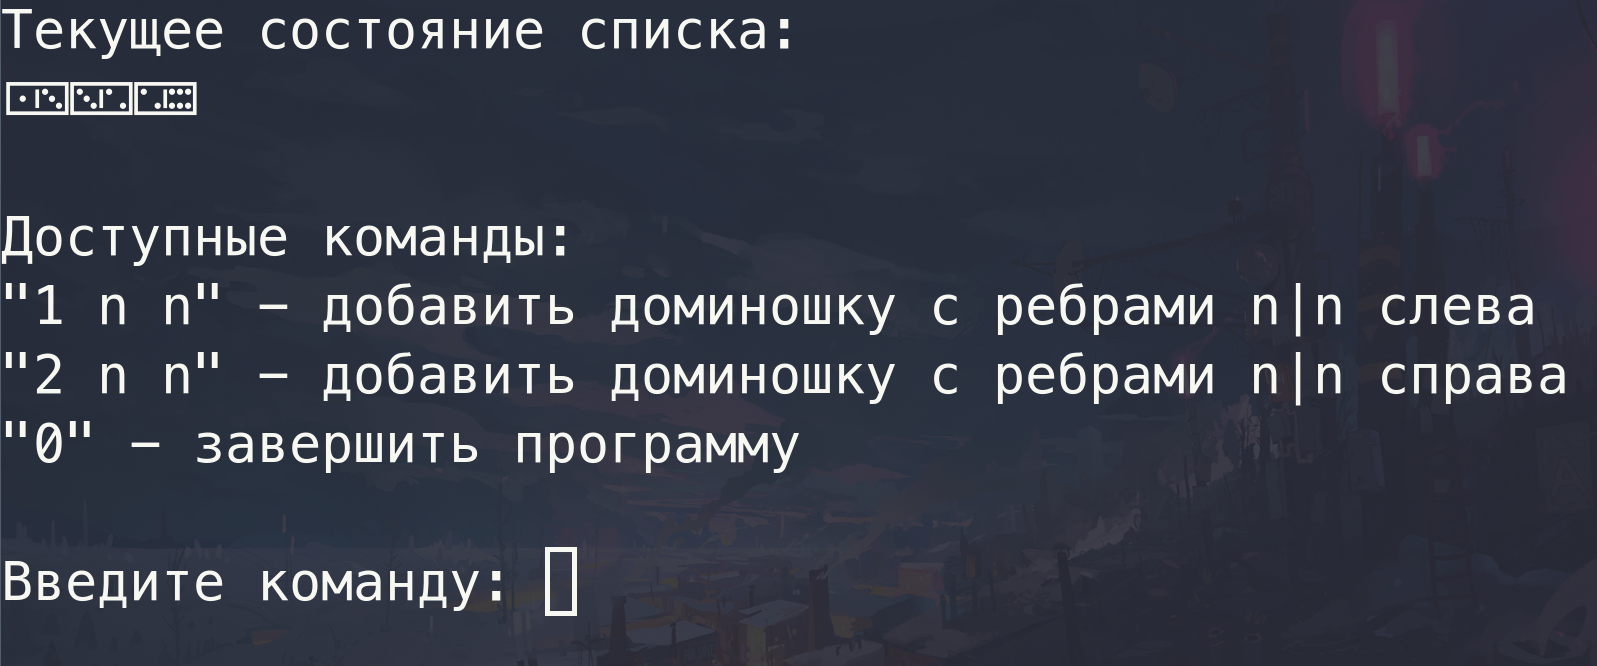 Текущее состояние списка:
🀹🁉🁁
Доступные команды:
"1 n n" – добавить доминошку с ребрами n|n слева
"2 n n" – добавить доминошку с ребрами n|n справа
"0" – завершить программу
Введите команду: